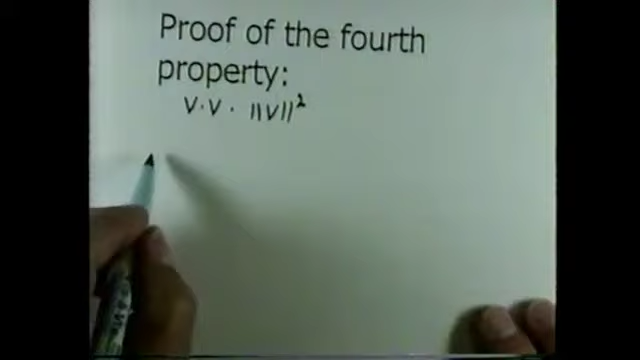 Proof of the fourth
property:
V · V · ||V||²